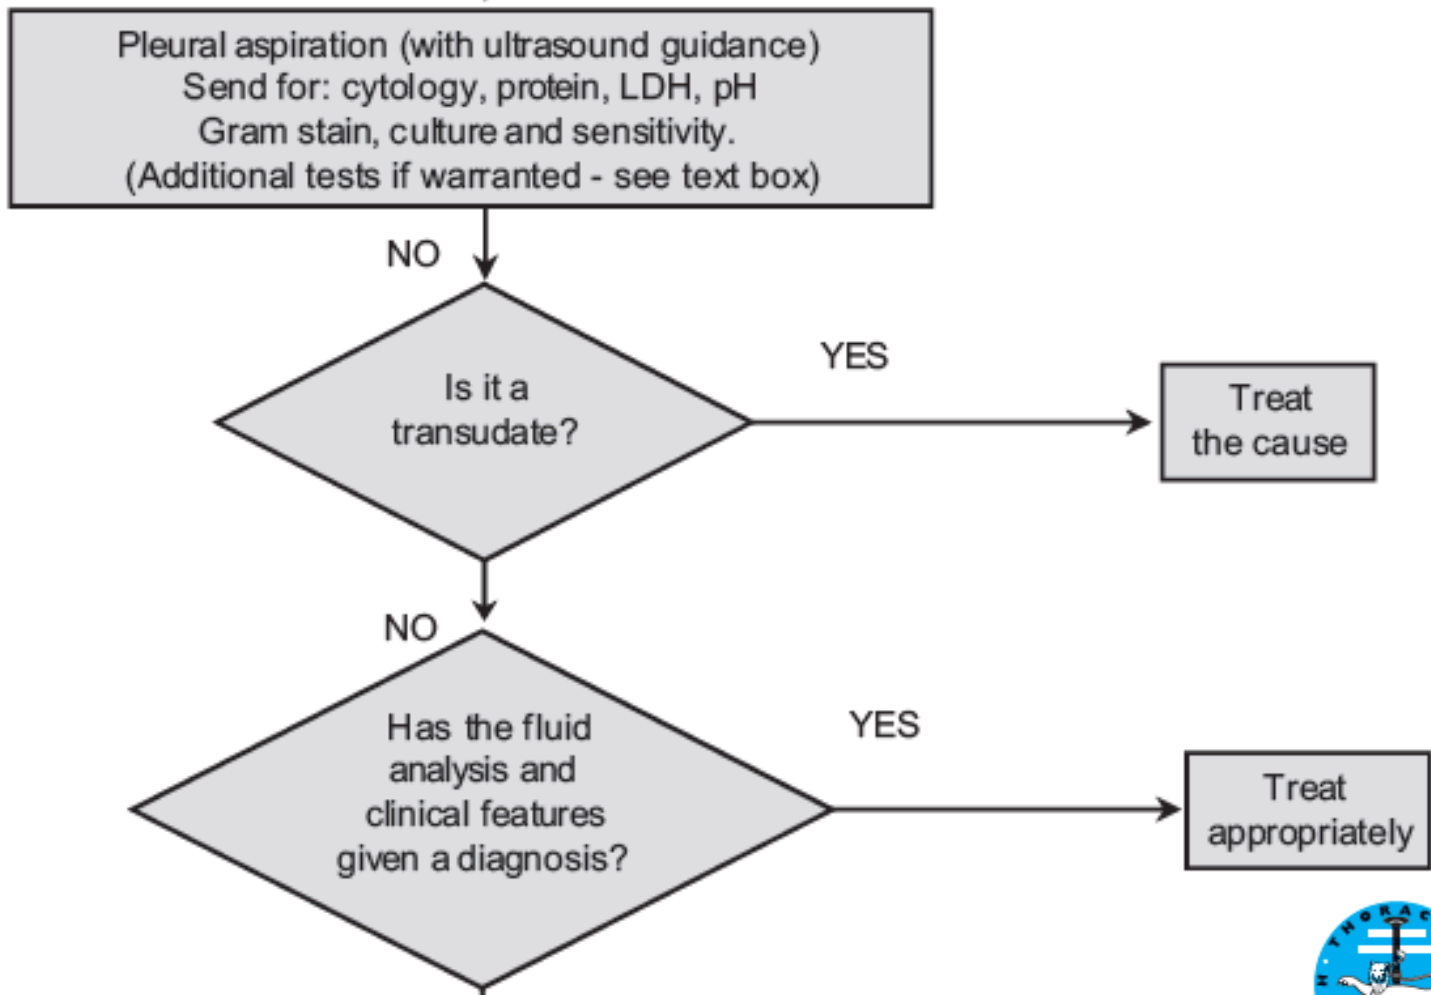 Pleural aspiration (with ultrasound guidance)
Send for: cytology, protein, LDH, pH
Gram stain, culture and sensitivity.
(Additional tests if warranted - see text box)
NO
Is it a
transudate?
YES
Treat
the cause
NO
Has the fluid
analysis and
clinical features
given a diagnosis?
YES
Treat
appropriately
H · THORAC